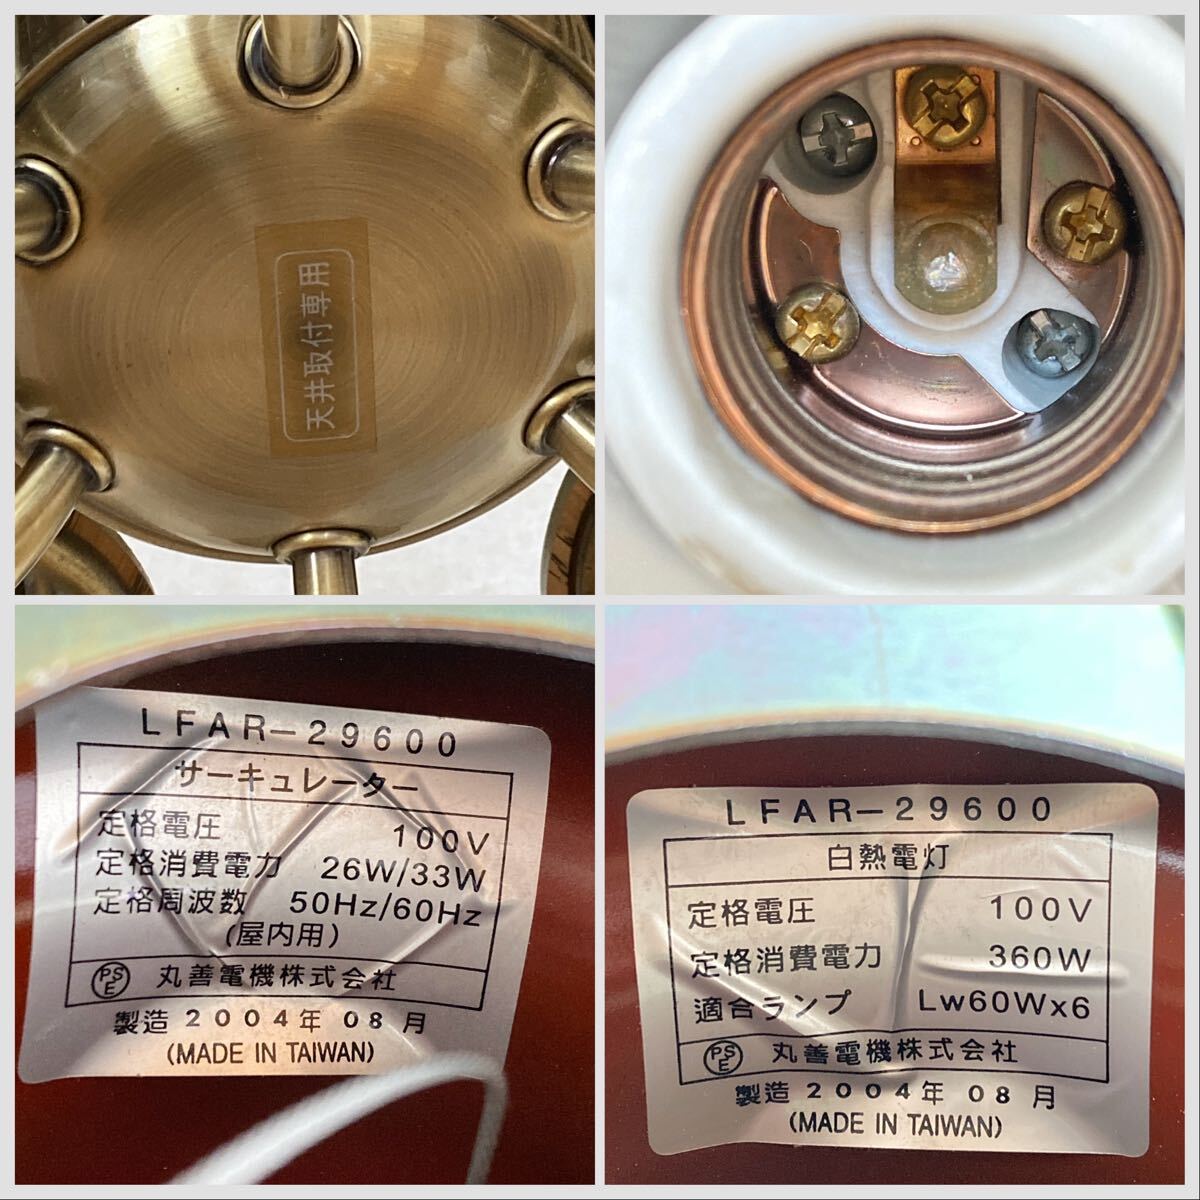 天井取付専用
LFAR-29600
サーキュレーター
定格電圧 100V
定格消費電力 26W/33W
定格周波数 50Hz/60Hz
(屋内用)
PSE 丸善電機株式会社
製造 2004年 08月
(MADE IN TAIWAN)
LFAR-29600
白熱電灯
定格電圧 100V
定格消費電力 360W
適合ランプ Lw60Wx6
PSE 丸善電機株式会社
製造 2004年 08月
(MADE IN TAIWAN)